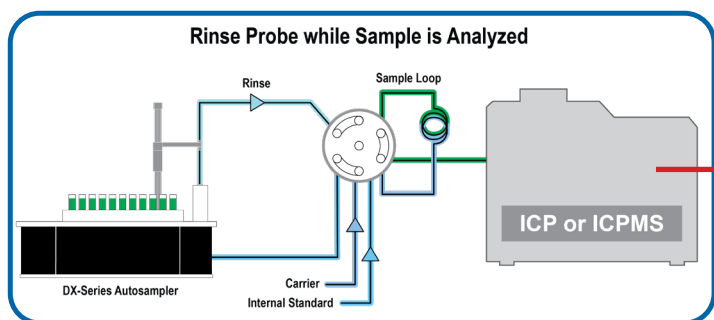 Rinse Probe while Sample is Analyzed
Rinse
Sample Loop
ICP or ICPMS
DX-Series Autosampler
Carrier
Internal Standard